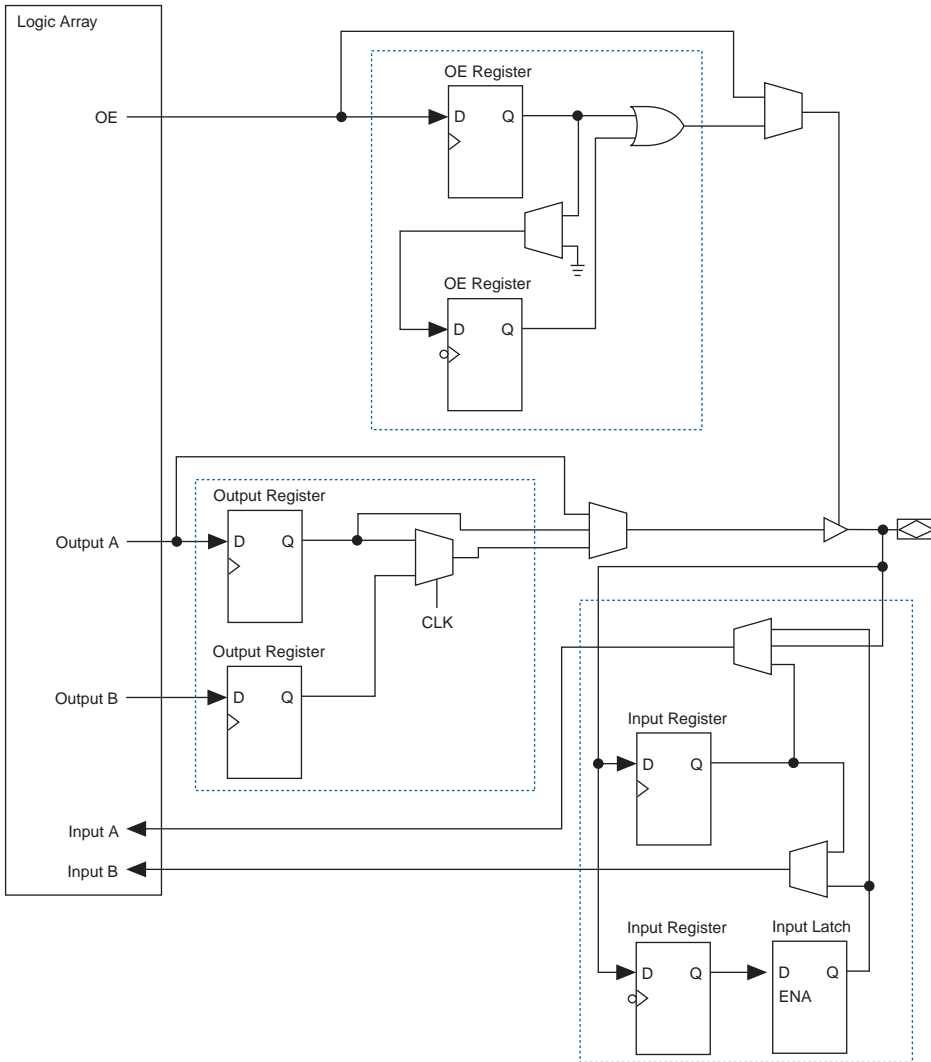 Logic Array
OE Register
OE
D Q
OE Register
D Q
Output Register
Output A
D Q
CLK
Output Register
Output B
D Q
Input Register
D Q
Input A
Input B
Input Register
Input Latch
D Q
D Q
ENA